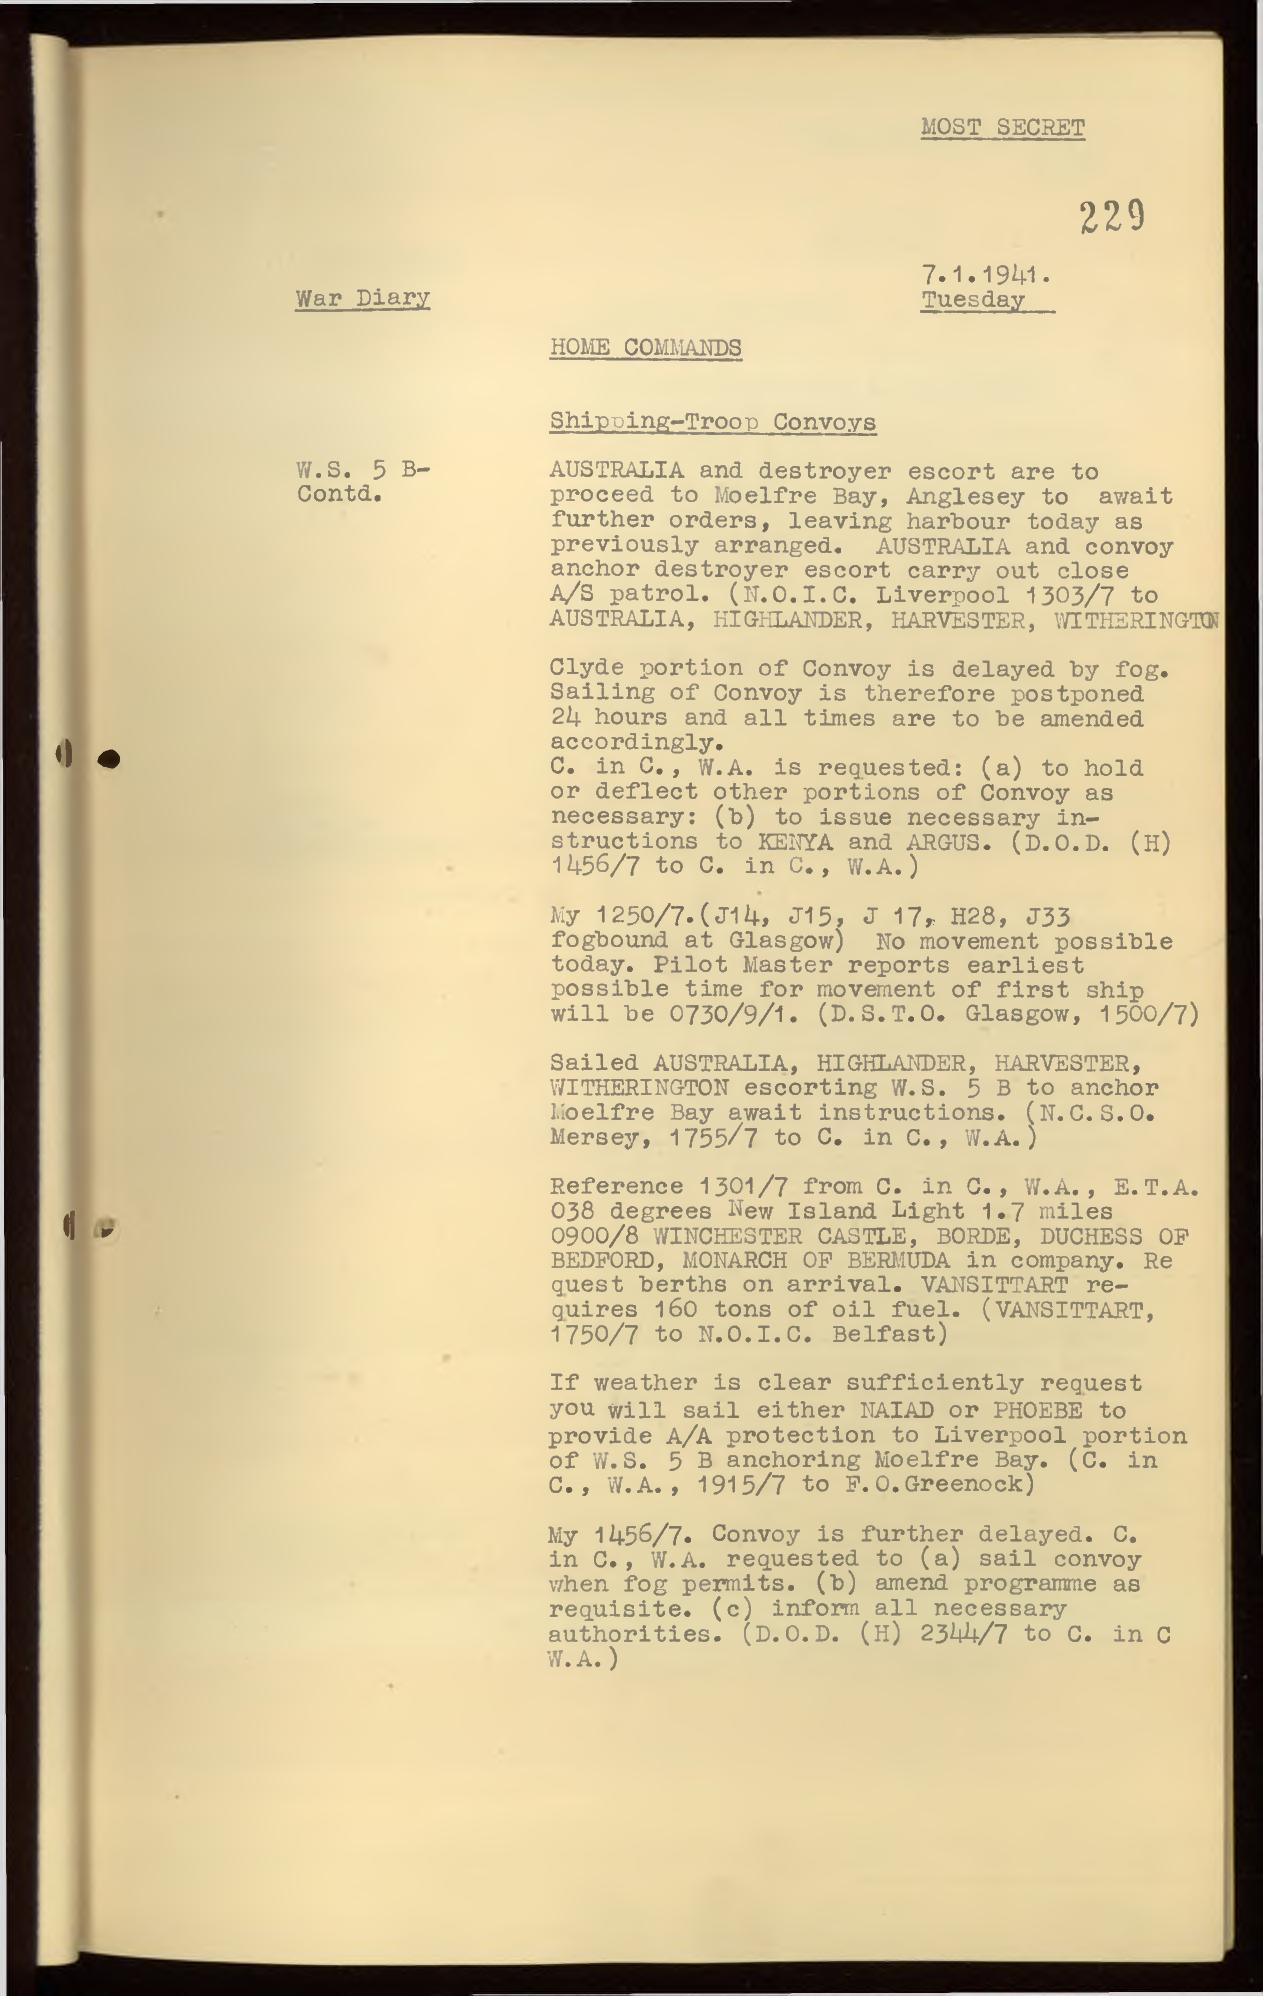 MOST SECRET
229
7.1.1941.
Tuesday
War Diary
HOME COMMANDS
Shipping-Troop Convoys
W.S. 5 B-
Contd.
AUSTRALIA and destroyer escort are to
proceed to Moelfre Bay, Anglesey to await
further orders, leaving harbour today as
previously arranged. AUSTRALIA and convoy
anchor destroyer escort carry out close
A/S patrol. (N.O.I.C. Liverpool 1303/7 to
AUSTRALIA, HIGHLANDER, HARVESTER, WITHERINGTON
Clyde portion of Convoy is delayed by fog.
Sailing of Convoy is therefore postponed
24 hours and all times are to be amended
accordingly.
C. in C., W.A. is requested: (a) to hold
or deflect other portions of Convoy as
necessary: (b) to issue necessary in-
structions to KENYA and ARGUS. (D.O.D. (H)
1456/7 to C. in C., W.A.)
My 1250/7.(J14, J15, J 17, H28, J33
fogbound at Glasgow) No movement possible
today. Pilot Master reports earliest
possible time for movement of first ship
will be 0730/9/1. (D.S.T.O. Glasgow, 1500/7)
Sailed AUSTRALIA, HIGHLANDER, HARVESTER,
WITHERINGTON escorting W.S. 5 B to anchor
Moelfre Bay await instructions. (N.C.S.O.
Mersey, 1755/7 to C. in C., W.A.)
Reference 1301/7 from C. in C., W.A., E.T.A.
038 degrees New Island Light 1.7 miles
0900/8 WINCHESTER CASTLE, BORDE, DUCHESS OF
BEDFORD, MONARCH OF BERMUDA in company. Re
quest berths on arrival. VANSITTART re-
quires 160 tons of oil fuel. (VANSITTART,
1750/7 to N.O.I.C. Belfast)
If weather is clear sufficiently request
you will sail either NAIAD or PHOEBE to
provide A/A protection to Liverpool portion
of W.S. 5 B anchoring Moelfre Bay. (C. in
C., W.A., 1915/7 to F.O.Greenock)
My 1456/7. Convoy is further delayed. C.
in C., W.A. requested to (a) sail convoy
when fog permits. (b) amend programme as
requisite. (c) inform all necessary
authorities. (D.O.D. (H) 2344/7 to C. in C
W.A.)